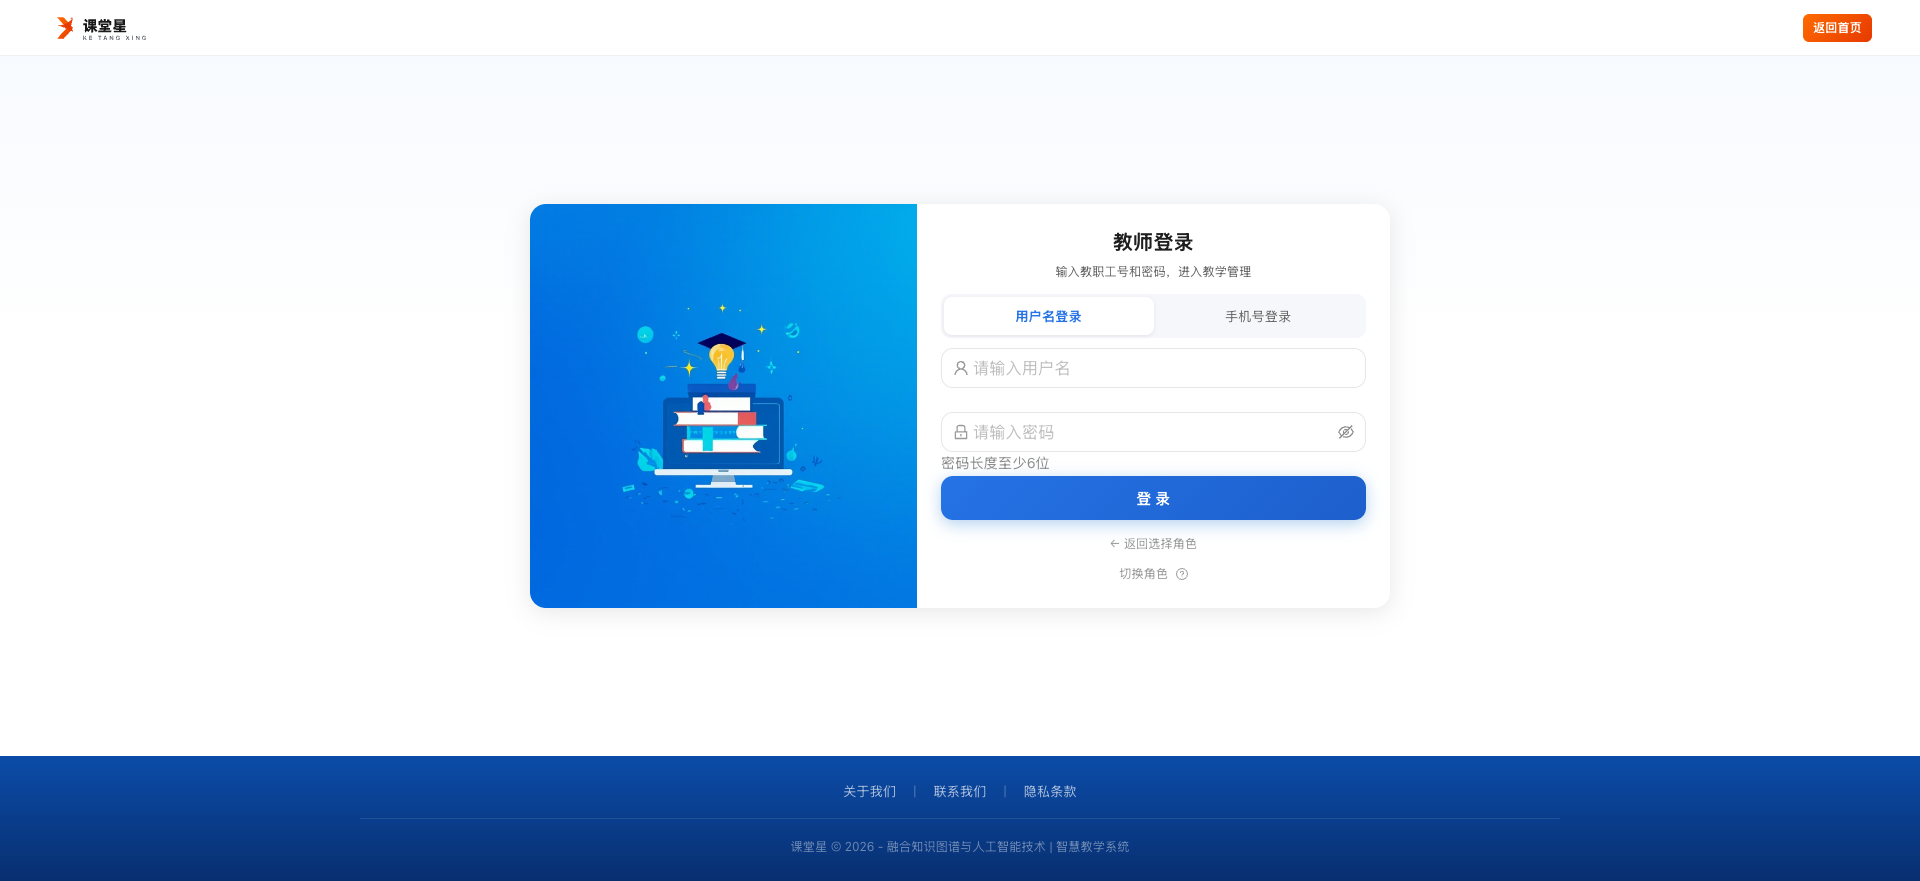 课堂星
KE TANG XING
返回首页
教师登录
输入教职工号和密码，进入教学管理
用户名登录
手机号登录
请输入用户名
请输入密码
密码长度至少6位
登 录
← 返回选择角色
切换角色
关于我们 | 联系我们 | 隐私条款
课堂星 © 2026 - 融合知识图谱与人工智能技术 | 智慧教学系统